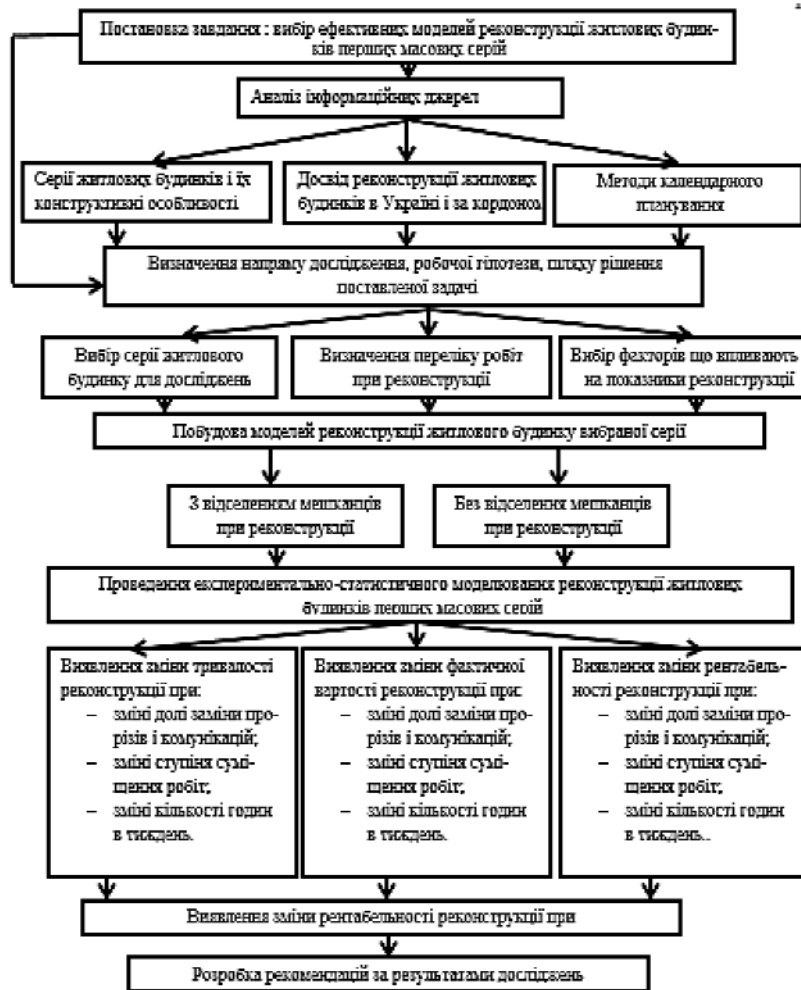 Постановка завдання : вибір ефективних моделей реконструкції житлових будин-
ків перших масових серій
Аналіз інформаційних джерел
Серії житлових будинків і їх
конструктивні особливості
Досвід реконструкції житлових
будинків в Україні і за кордоном
Методи календарного
планування
Визначення напряму дослідження, робочої гіпотези, шляху рішення
поставленої задачі
Вибір серії житлового
будинку для досліджень
Визначення переліку робіт
при реконструкції
Вибір факторів що впливають
на показники реконструкції
Побудова моделей реконструкції житлового будинку вибраної серії
З відселенням мешканців
при реконструкції
Без відселення мешканців
при реконструкції
Проведення експериментально-статистичного моделювання реконструкції житлових
будинків перших масових серій
Виявлення зміни тривалості
реконструкції при:
– зміні долі заміни про-
різів і комунікацій;
– зміні ступіня сумі-
щення робіт;
– зміні кількості годин
в тиждень.
Виявлення зміни фактичної
вартості реконструкції при:
– зміні долі заміни про-
різів і комунікацій;
– зміні ступіня сумі-
щення робіт;
– зміні кількості годин
в тиждень.
Виявлення зміни рентабель-
ності реконструкції при:
– зміні долі заміни про-
різів і комунікацій;
– зміні ступіня сумі-
щення робіт;
– зміні кількості годин
в тиждень..
Виявлення зміни рентабельності реконструкції при
Розробка рекомендацій за результатами досліджень